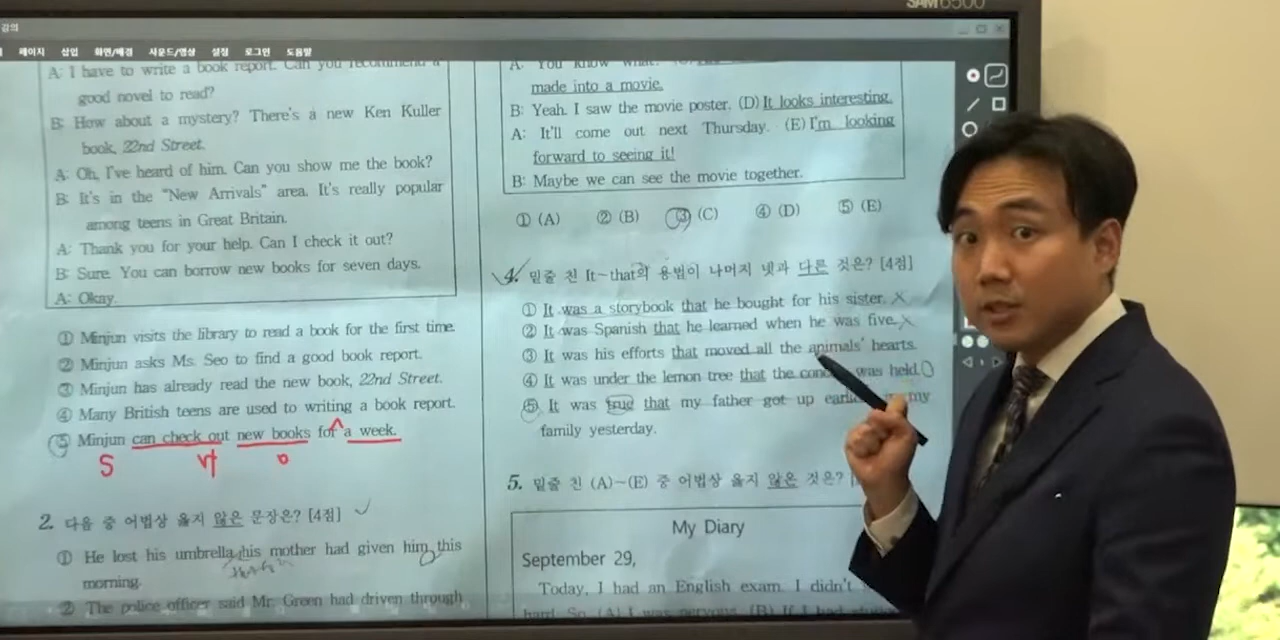 SAM6500
강의
페이지 삽입 화면/배경 사운드/영상 설정 로그인 도움말
A: I have to write a book report. Can you recommend a
good novel to read?
B: How about a mystery? There's a new Ken Kuller
book, 22nd Street.
A: Oh, I've heard of him. Can you show me the book?
B: It's in the "New Arrivals" area. It's really popular
among teens in Great Britain.
A: Thank you for your help. Can I check it out?
B: Sure. You can borrow new books for seven days.
A: Okay.
① Minjun visits the library to read a book for the first time.
② Minjun asks Ms. Seo to find a good book report.
③ Minjun has already read the new book, 22nd Street.
④ Many British teens are used to writing a book report.
⑤ Minjun can check out new books for a week.
S vt o
2. 다음 중 어법상 옳지 않은 문장은? [4점]
① He lost his umbrella his mother had given him this
morning.
② The police officer said Mr. Green had driven through
A: You know what?
made into a movie.
B: Yeah. I saw the movie poster. (D) It looks interesting.
A: It'll come out next Thursday. (E) I'm looking
forward to seeing it!
B: Maybe we can see the movie together.
① (A) ② (B) ③ (C) ④ (D) ⑤ (E)
4. 밑줄 친 It~that의 용법이 나머지 넷과 다른 것은? [4점]
① It was a storybook that he bought for his sister. X
② It was Spanish that he learned when he was five. X
③ It was his efforts that moved all the animals' hearts.
④ It was under the lemon tree that the was held.
⑤ It was true that my father got up my
family yesterday.
5. 밑줄 친 (A)~(E) 중 어법상 옳지 않은 것은?
My Diary
September 29,
Today, I had an English exam. I didn't
hard. So, (A) I was nervous. (B) If I had